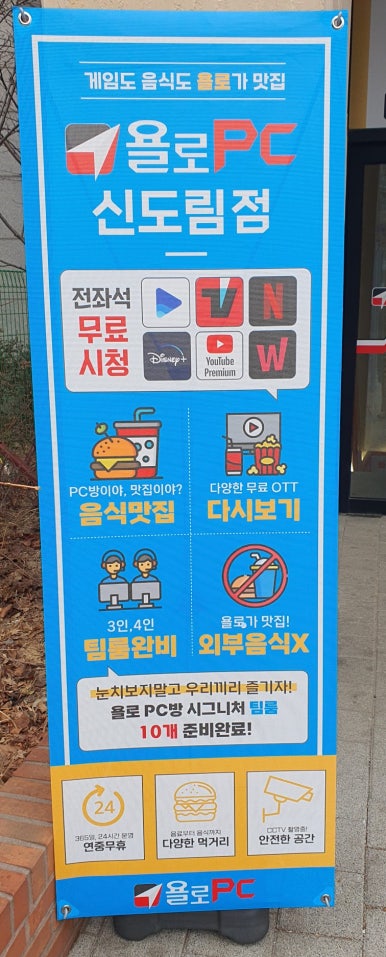 게임도 음식도 욜로가 맛집
욜로PC
신도림점
전좌석
무료
시청
TV N
Disney+ YouTube Premium W
PC방이야, 맛집이야?
음식맛집
다양한 무료 OTT
다시보기
3인, 4인
팀룸완비
욜로가 맛집!
외부음식X
눈치보지말고 우리끼리 즐기자!
욜로 PC방 시그니처 팀룸
10개 준비완료!
24
365일, 24시간 운영
연중무휴
음료부터 음식까지
다양한 먹거리
CCTV 촬영중!
안전한 공간
욜로PC